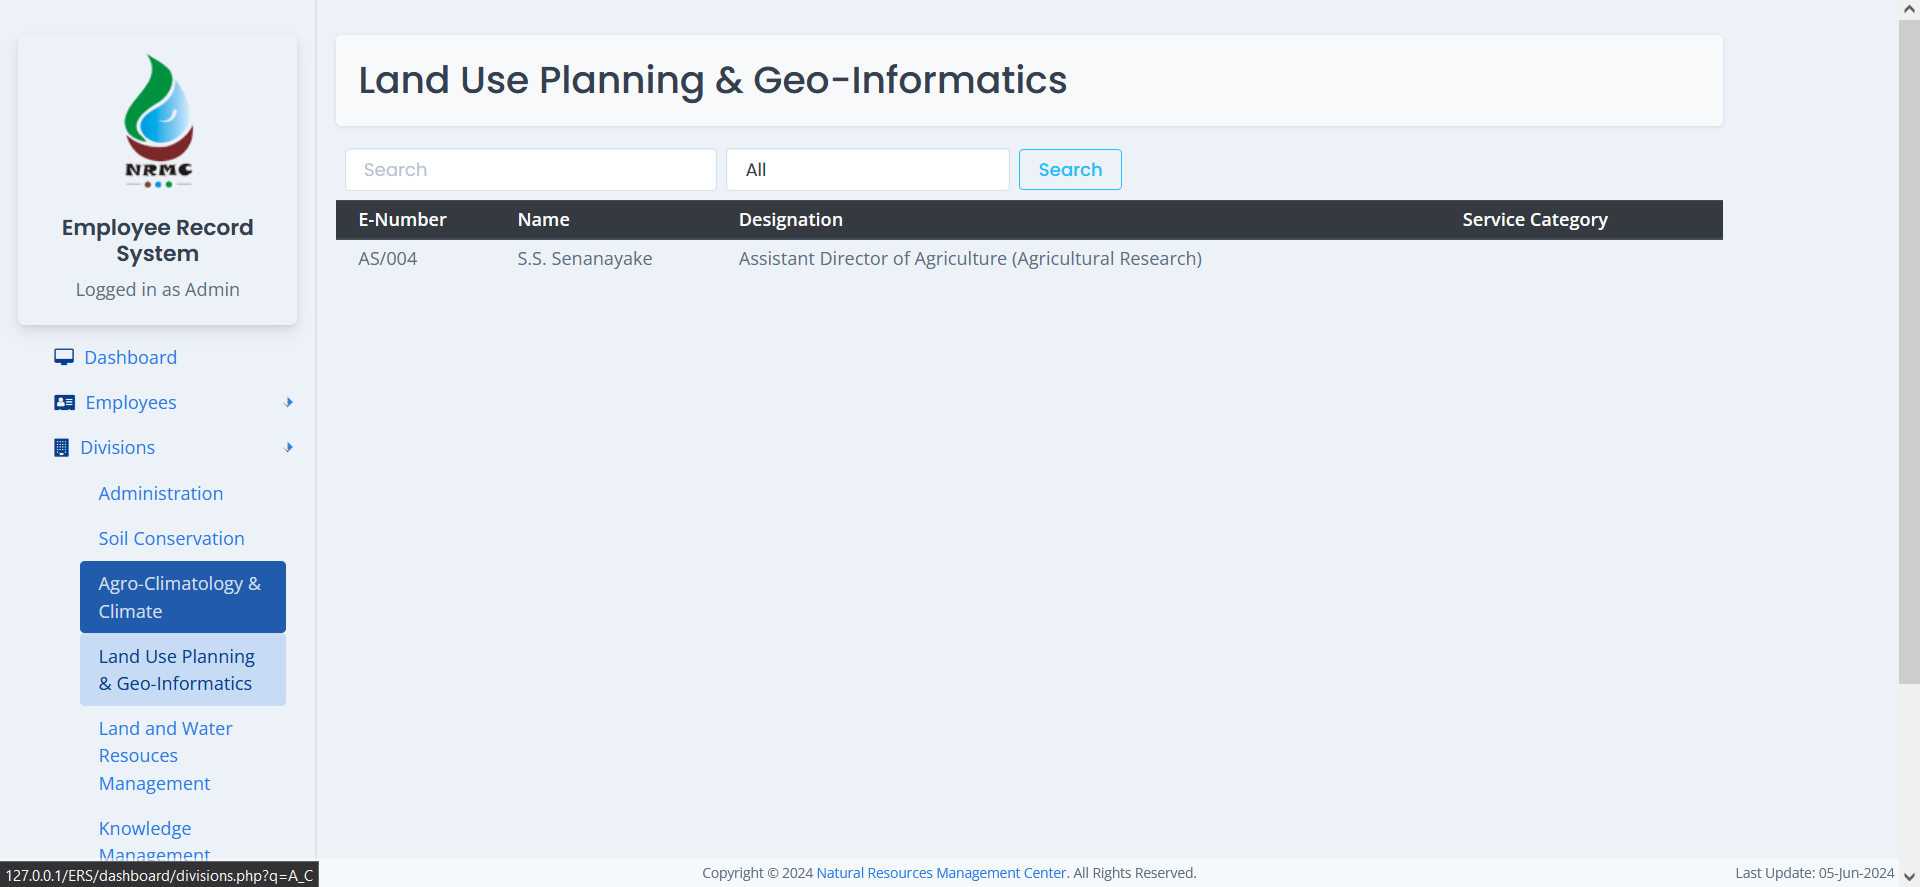 NRMC
Employee Record
System
Logged in as Admin
Dashboard
Employees
Divisions
Administration
Soil Conservation
Agro-Climatology &
Climate
Land Use Planning
& Geo-Informatics
Land and Water
Resouces
Management
Knowledge
Management
127.0.0.1/ERS/dashboard/divisions.php?q=A_C
Land Use Planning & Geo-Informatics
Search All Search
E-Number Name Designation Service Category
AS/004 S.S. Senanayake Assistant Director of Agriculture (Agricultural Research)
Copyright © 2024 Natural Resources Management Center. All Rights Reserved.
Last Update: 05-Jun-2024